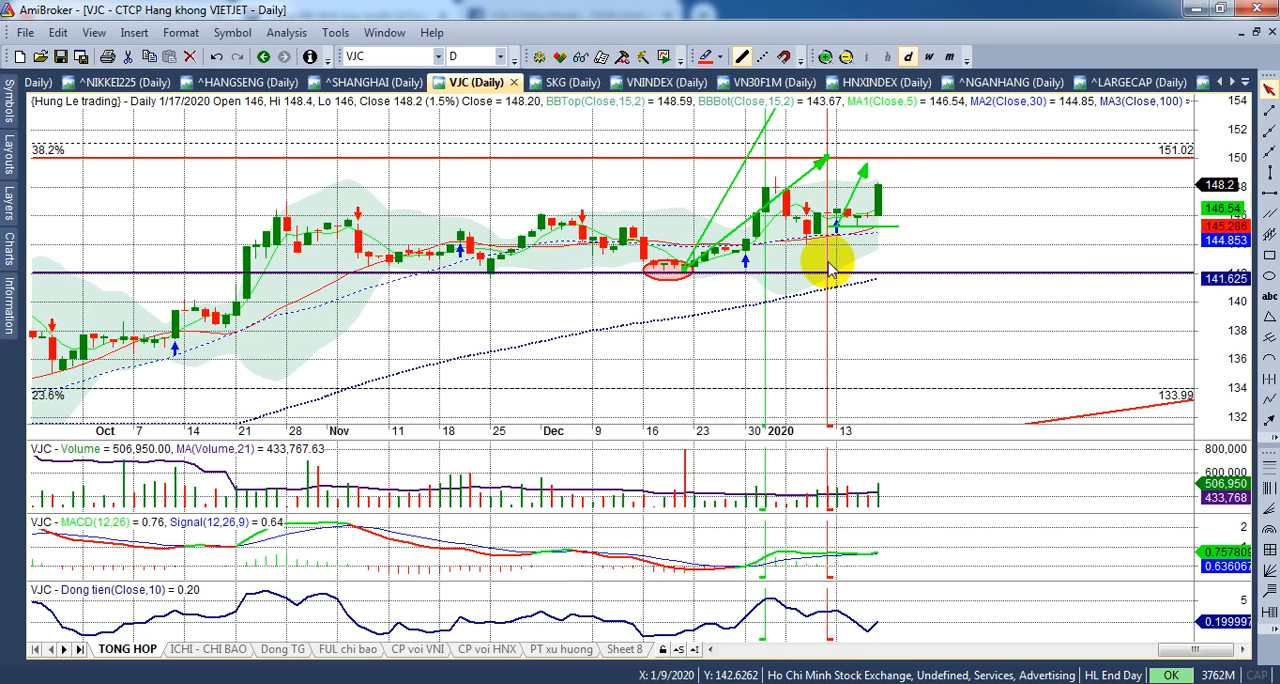 AmiBroker - [VJC - CTCP Hang khong VIETJET - Daily]
File Edit View Insert Format Symbol Analysis Tools Window Help
VJC D i h d w m
Daily) ^NIKKEI225 (Daily) ^HANGSENG (Daily) ^SHANGHAI (Daily) VJC (Daily) SKG (Daily) VNINDEX (Daily) VN30F1M (Daily) HNXINDEX (Daily) ^NGANHANG (Daily) ^LARGECAP (Daily)
{Hung Le trading} - Daily 1/17/2020 Open 146, Hi 148.4, Lo 146, Close 148.2 (1.5%) Close = 148.20, BBTop(Close,15,2) = 148.59, BBBot(Close,15,2) = 143.67, MA1(Close,5) = 146.54, MA2(Close,30) = 144.85, MA3(Close,100)
Symbols
Layouts
Layers
Charts
Information
abc
154
152
38.2% 151.02
150
148.2
146.54
145.286
144.853
141.625
140
138
136
134
23.6% 133.99
132
Oct 7 14 21 28 Nov 11 18 25 Dec 9 16 23 30 2020 13
VJC - Volume = 506,950.00, MA(Volume,21) = 433,767.63
800,000
600,000
506,950
433,768
VJC - MACD(12,26) = 0.76, Signal(12,26,9) = 0.64
2
0.757809
0.636067
VJC - Dong tien(Close,10) = 0.20
5
0.199997
TONG HOP ICHI - CHI BAO Dong TG FUL chi bao CP voi VNI CP voi HNX PT xu huong Sheet 8
X: 1/9/2020 Y: 142.6262 Ho Chi Minh Stock Exchange, Undefined, Services, Advertising HL End Day OK 3762M CAP